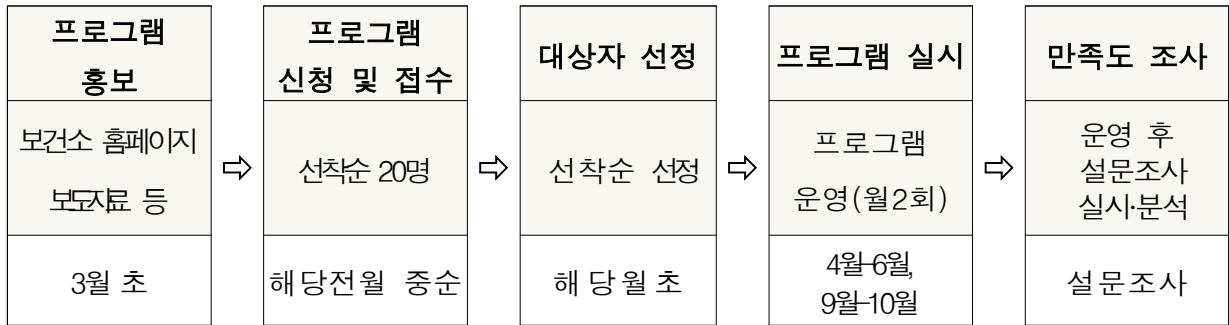 프로그램
홍보
보건소 홈페이지
보도자료 등
3월 초
⇨
프로그램
신청 및 접수
선착순 20명
해당전월 중순
⇨
대상자 선정
선착순 선정
해당월초
⇨
프로그램 실시
프로그램
운영(월2회)
4월-6월,
9월-10월
⇨
만족도 조사
운영 후
설문조사
실시·분석
설문조사